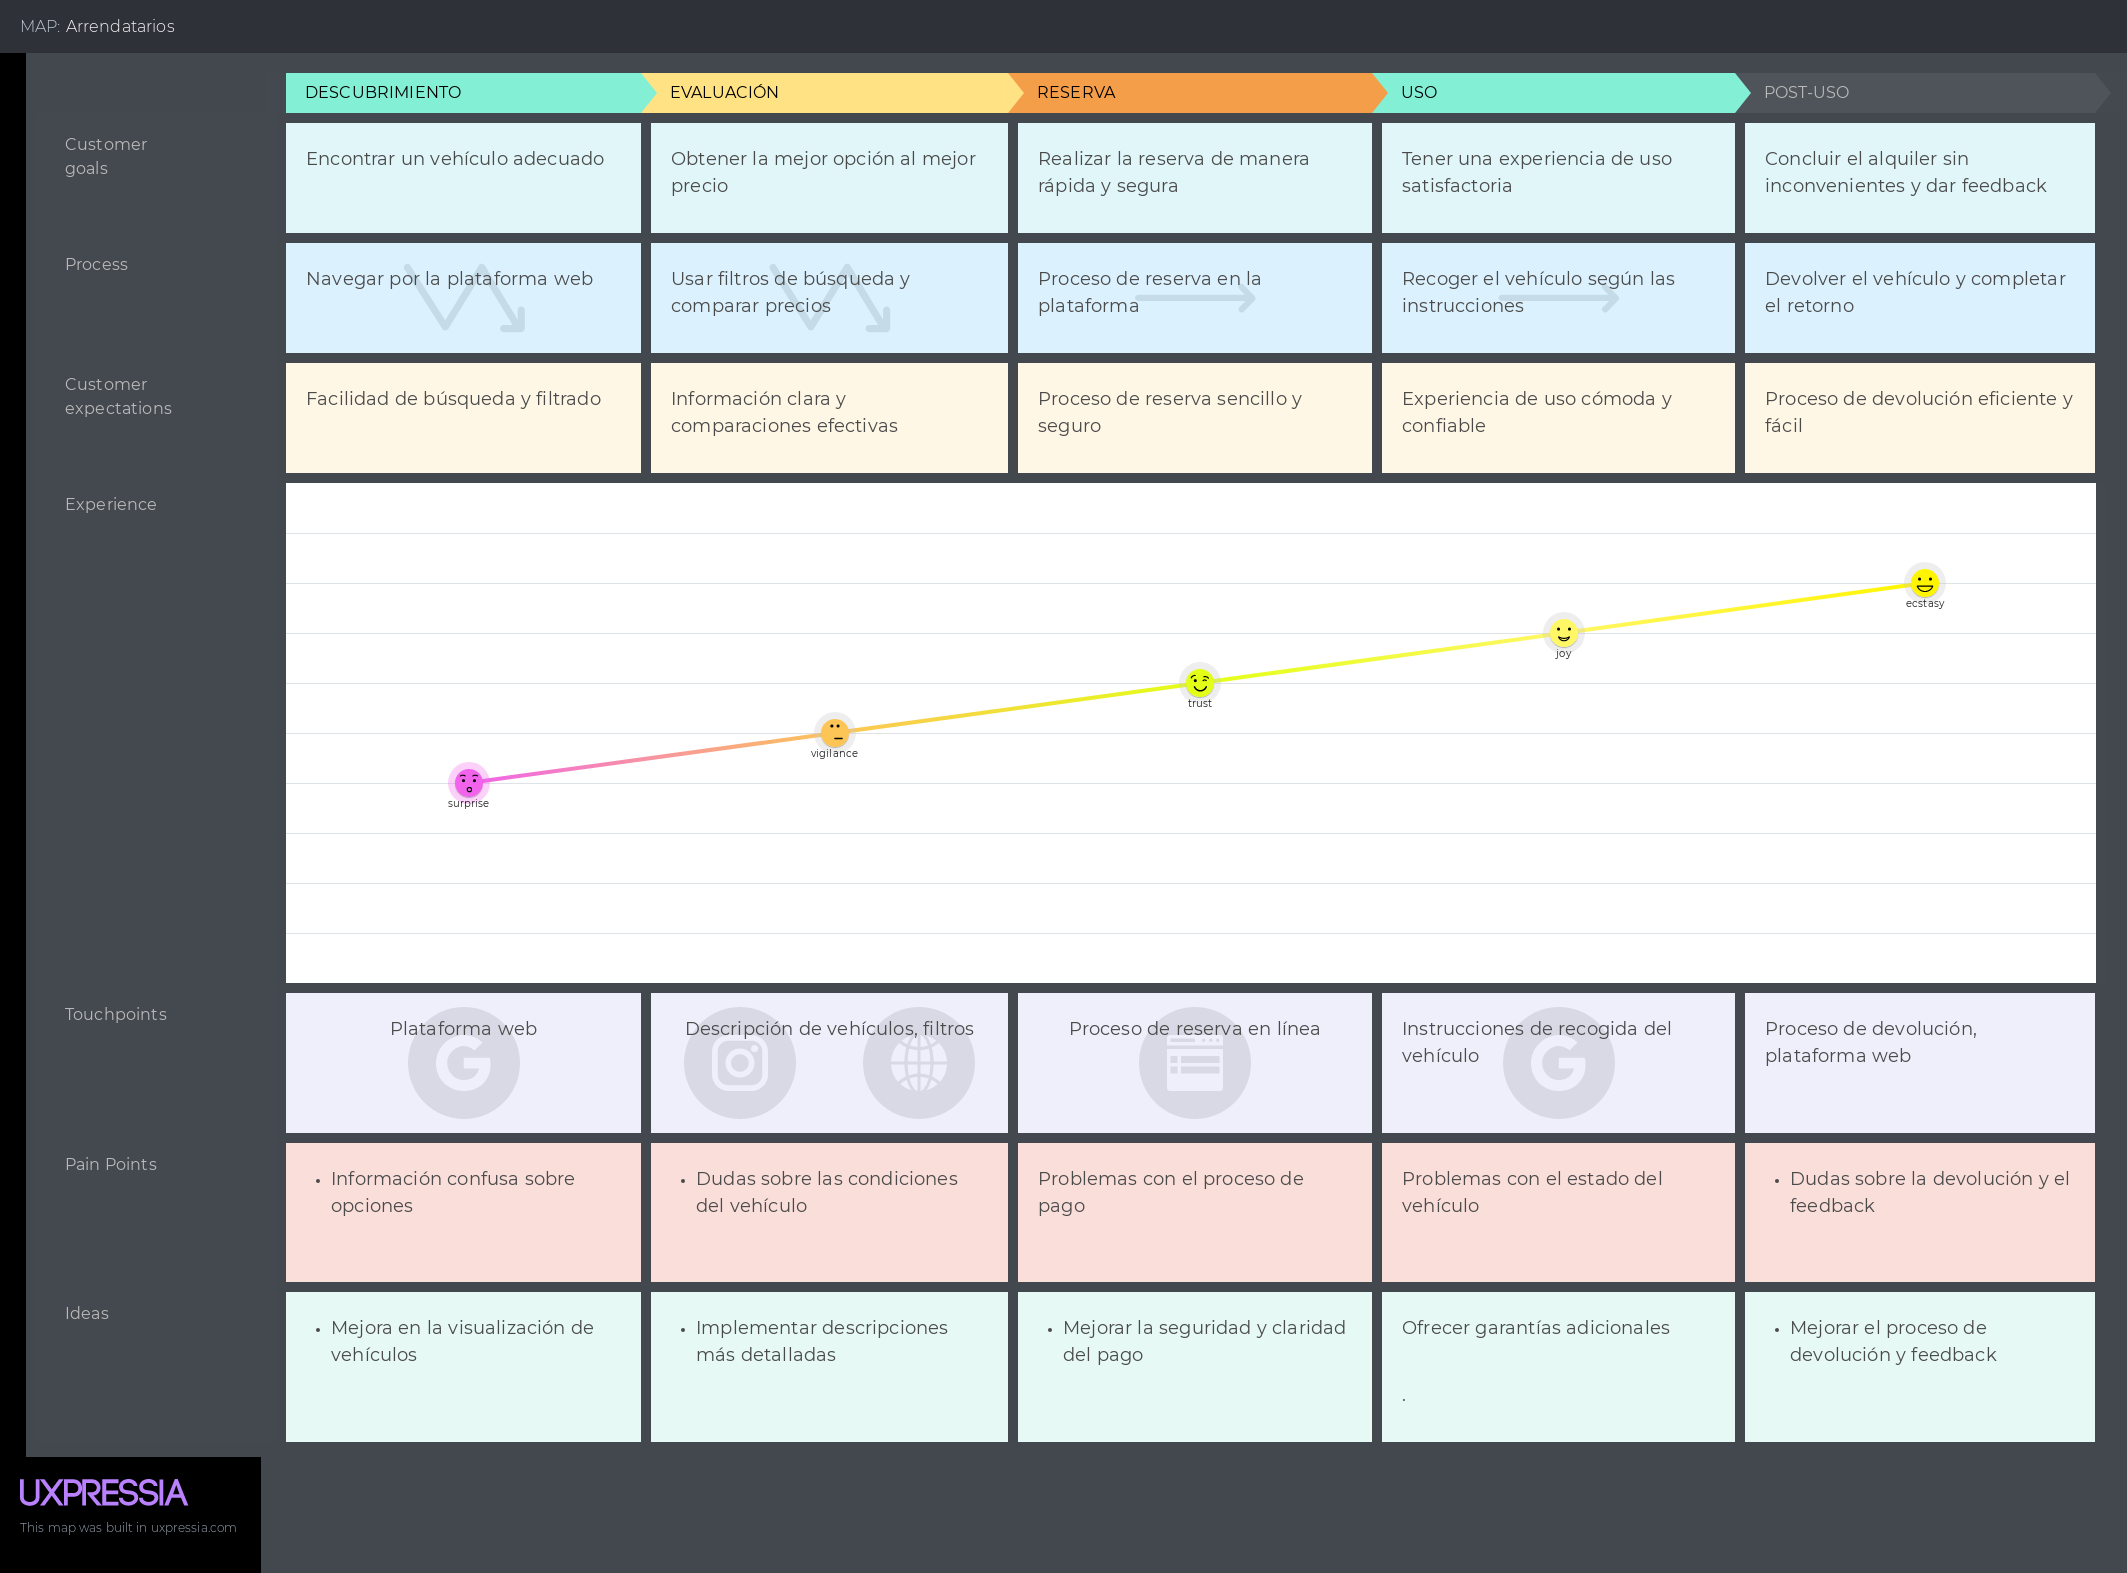 MAP: Arrendatarios
DESCUBRIMIENTO
EVALUACIÓN
RESERVA
USO
POST-USO
Customer
goals
Encontrar un vehículo adecuado
Obtener la mejor opción al mejor
precio
Realizar la reserva de manera
rápida y segura
Tener una experiencia de uso
satisfactoria
Concluir el alquiler sin
inconvenientes y dar feedback
Process
Navegar por la plataforma web
Usar filtros de búsqueda y
comparar precios
Proceso de reserva en la
plataforma
Recoger el vehículo según las
instrucciones
Devolver el vehículo y completar
el retorno
Customer
expectations
Facilidad de búsqueda y filtrado
Información clara y
comparaciones efectivas
Proceso de reserva sencillo y
seguro
Experiencia de uso cómoda y
confiable
Proceso de devolución eficiente y
fácil
Experience
surprise
vigilance
trust
joy
ecstasy
Touchpoints
Plataforma web
Descripción de vehículos, filtros
Proceso de reserva en línea
Instrucciones de recogida del
vehículo
Proceso de devolución,
plataforma web
Pain Points
• Información confusa sobre
opciones
• Dudas sobre las condiciones
del vehículo
Problemas con el proceso de
pago
Problemas con el estado del
vehículo
• Dudas sobre la devolución y el
feedback
Ideas
• Mejora en la visualización de
vehículos
• Implementar descripciones
más detalladas
• Mejorar la seguridad y claridad
del pago
Ofrecer garantías adicionales
.
• Mejorar el proceso de
devolución y feedback
UXPRESSIA
This map was built in uxpressia.com